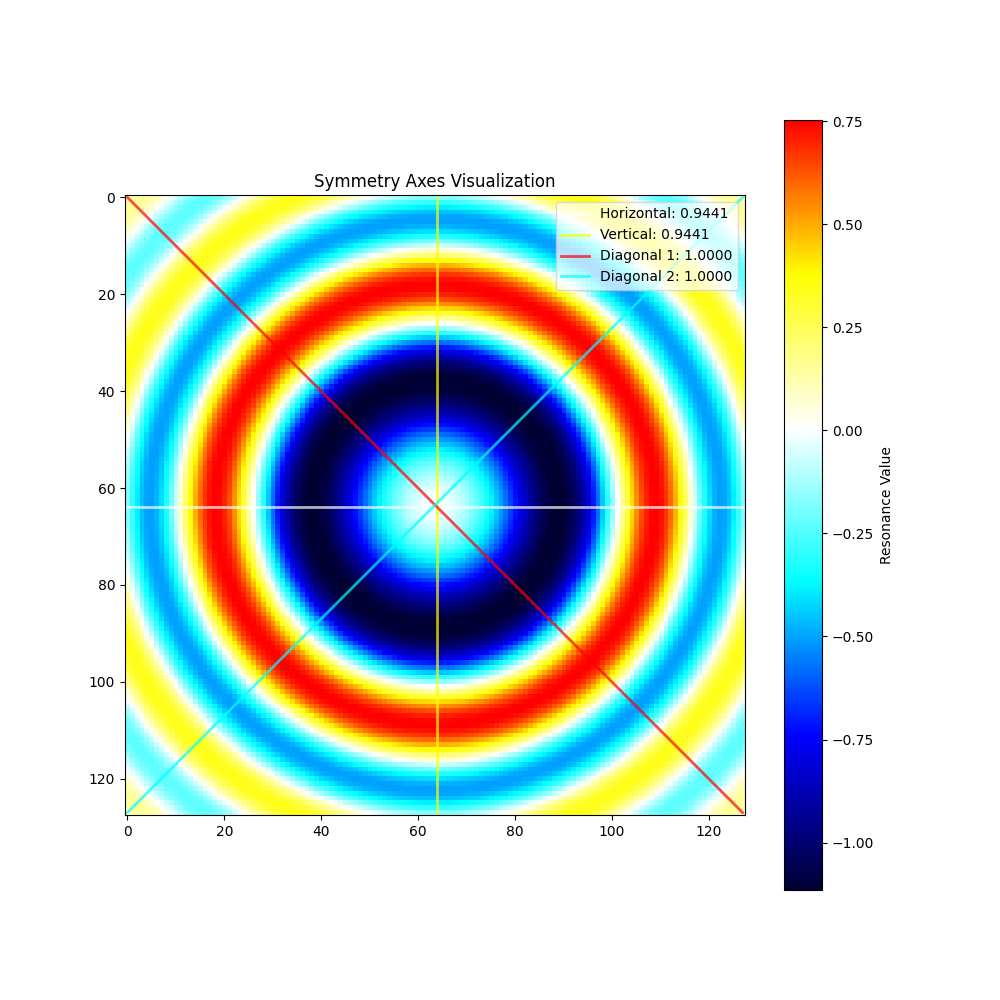 Symmetry Axes Visualization
Horizontal: 0.9441
Vertical: 0.9441
Diagonal 1: 1.0000
Diagonal 2: 1.0000
0
20
40
60
80
100
120
0 20 40 60 80 100 120
0.75
0.50
0.25
0.00
−0.25
−0.50
−0.75
−1.00
Resonance Value